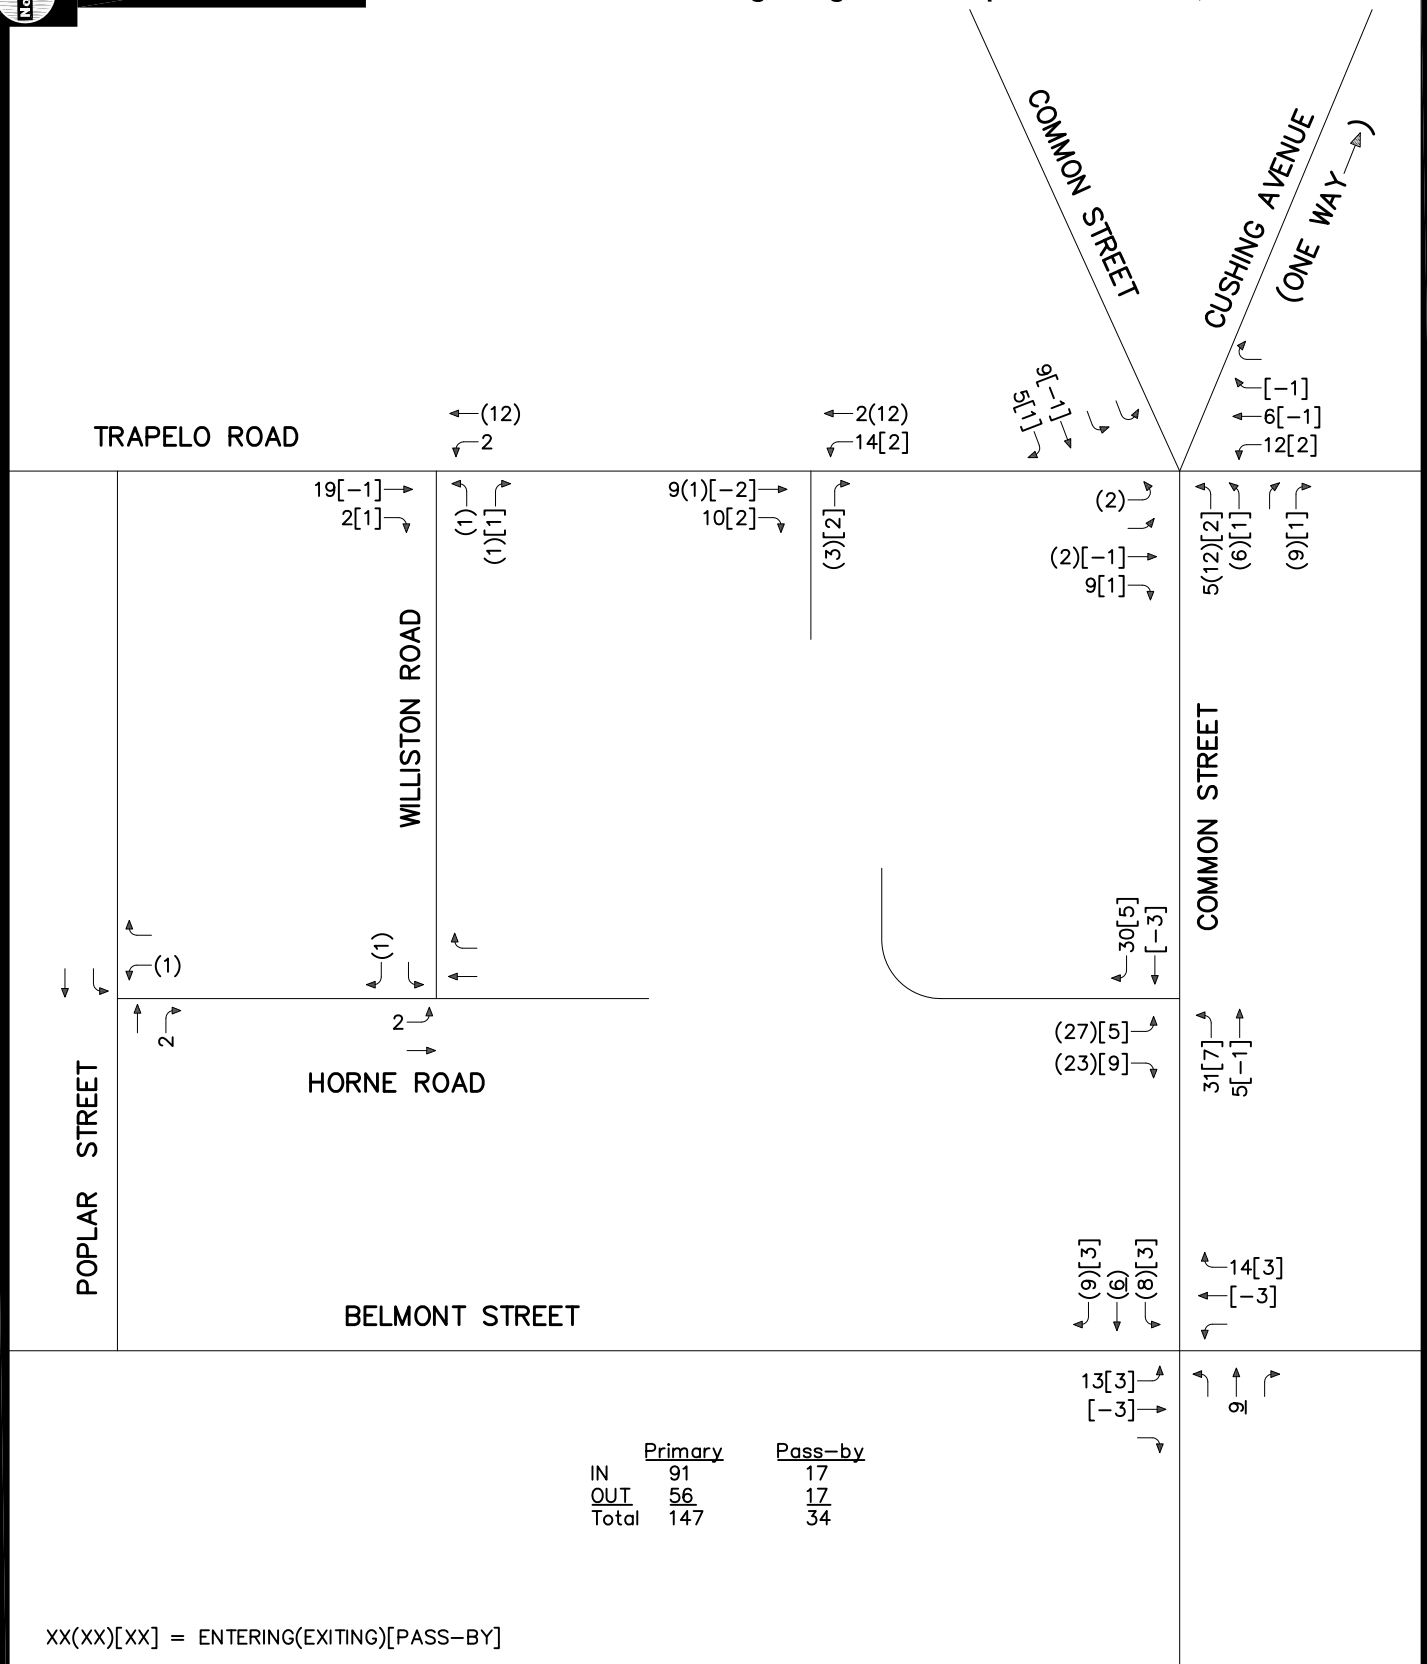 No
COMMON STREET
CUSHING AVENUE
(ONE WAY )
TRAPELO ROAD
(12)
2
2(12)
14[2]
9[-1]
5[1]
[-1]
6[-1]
12[2]
19[-1]
2[1]
(1)
(1)[1]
9(1)[-2]
10[2]
(3)[2]
(2)
(2)[-1]
9[1]
5(12)[2]
(6)[1]
(9)[1]
WILLISTON ROAD
COMMON STREET
(1)
(1)
30[5]
[-3]
2
2
(27)[5]
(23)[9]
31[7]
5[-1]
HORNE ROAD
POPLAR STREET
BELMONT STREET
(9)[3]
(6)
(8)[3]
14[3]
[-3]
13[3]
[-3]
9
Primary Pass-by
IN 91 17
OUT 56 17
Total 147 34
XX(XX)[XX] = ENTERING(EXITING)[PASS-BY]